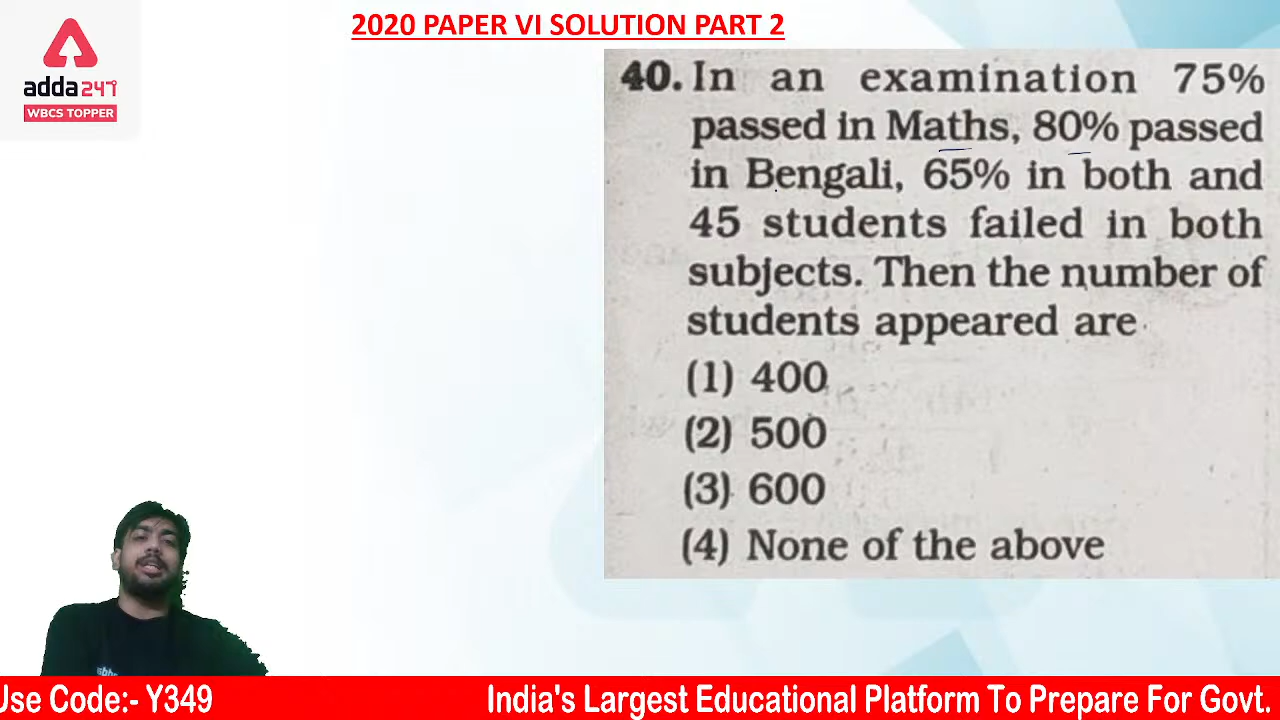 2020 PAPER VI SOLUTION PART 2
adda247
WBCS TOPPER
40. In an examination 75%
passed in Maths, 80% passed
in Bengali, 65% in both and
45 students failed in both
subjects. Then the number of
students appeared are
(1) 400
(2) 500
(3) 600
(4) None of the above
Use Code:- Y349
India's Largest Educational Platform To Prepare For Govt.